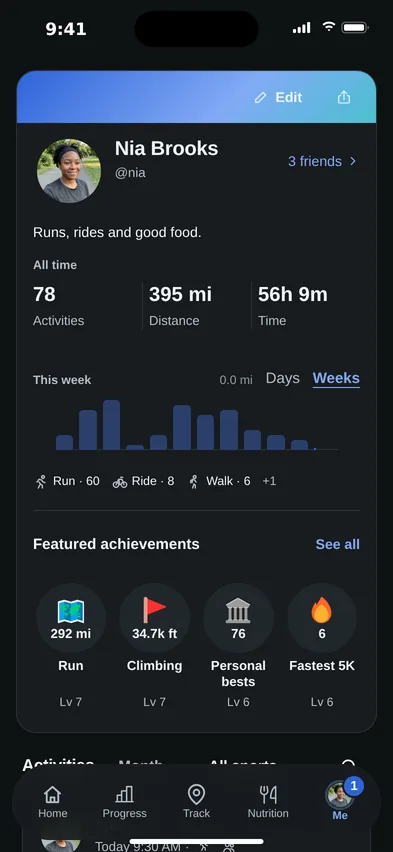 9:41
Edit
Nia Brooks
@nia
3 friends
Runs, rides and good food.
All time
78
395 mi
56h 9m
Activities
Distance
Time
This week
0.0 mi
Days
Weeks
Run · 60
Ride · 8
Walk · 6
+1
Featured achievements
See all
292 mi
34.7k ft
76
6
Run
Climbing
Personal bests
Fastest 5K
Lv 7
Lv 7
Lv 6
Lv 6
Activities
Month
All sports
1
Home
Progress
Track
Nutrition
Me
Today 9:30 AM ·